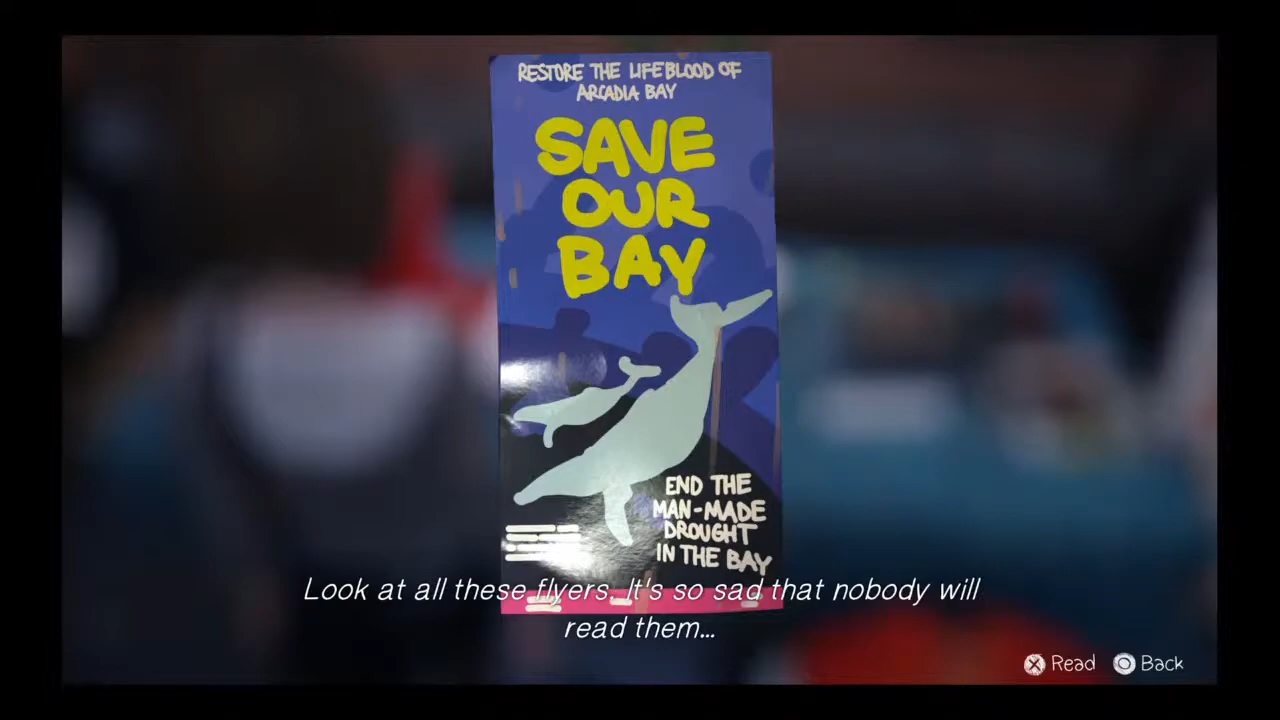 RESTORE THE LIFEBLOOD OF
ARCADIA BAY
SAVE
OUR
BAY
END THE
MAN-MADE
DROUGHT
IN THE BAY
Look at all these flyers. It's so sad that nobody will
read them...
Read Back